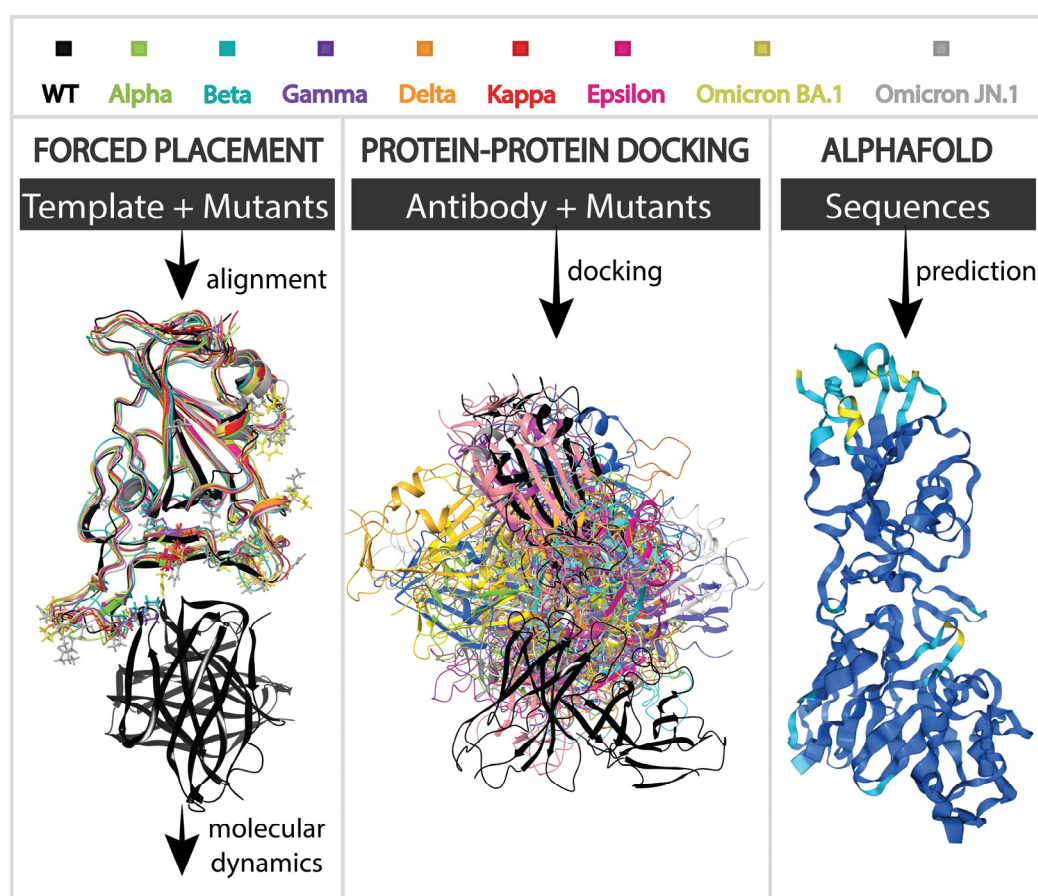 WT Alpha Beta Gamma Delta Kappa Epsilon Omicron BA.1 Omicron JN.1
FORCED PLACEMENT
Template + Mutants
alignment
molecular
dynamics
PROTEIN-PROTEIN DOCKING
Antibody + Mutants
docking
ALPHAFOLD
Sequences
prediction